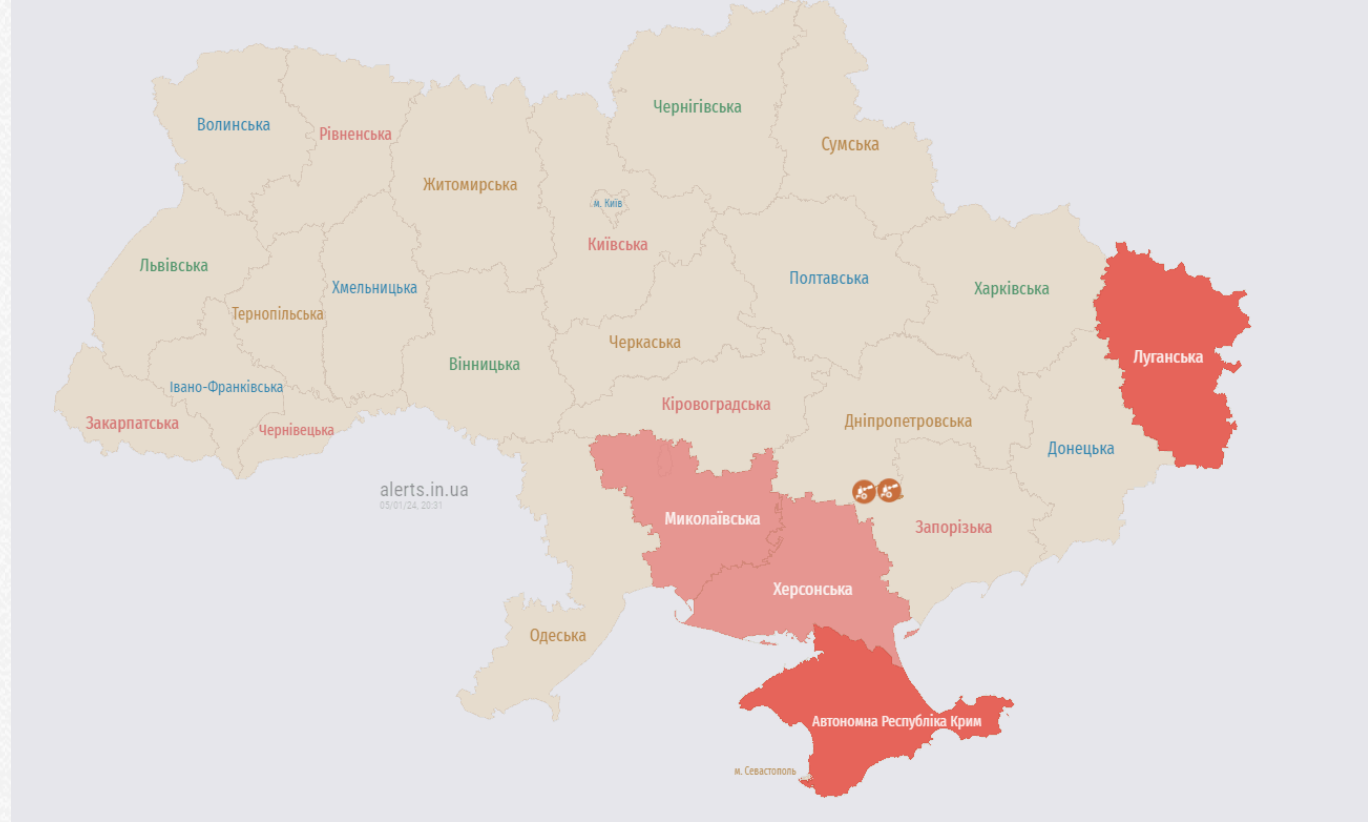 Чернігівська
Волинська
Рівненська
Сумська
Житомирська
м. Київ
Київська
Львівська
Полтавська
Хмельницька
Харківська
Тернопільська
Черкаська
Луганська
Вінницька
Івано-Франківська
Кіровоградська
Закарпатська
Чернівецька
Дніпропетровська
Донецька
alerts.in.ua
05/01/24, 20:31
Миколаївська
Запорізька
Херсонська
Одеська
Автономна Республіка Крим
м. Севастополь